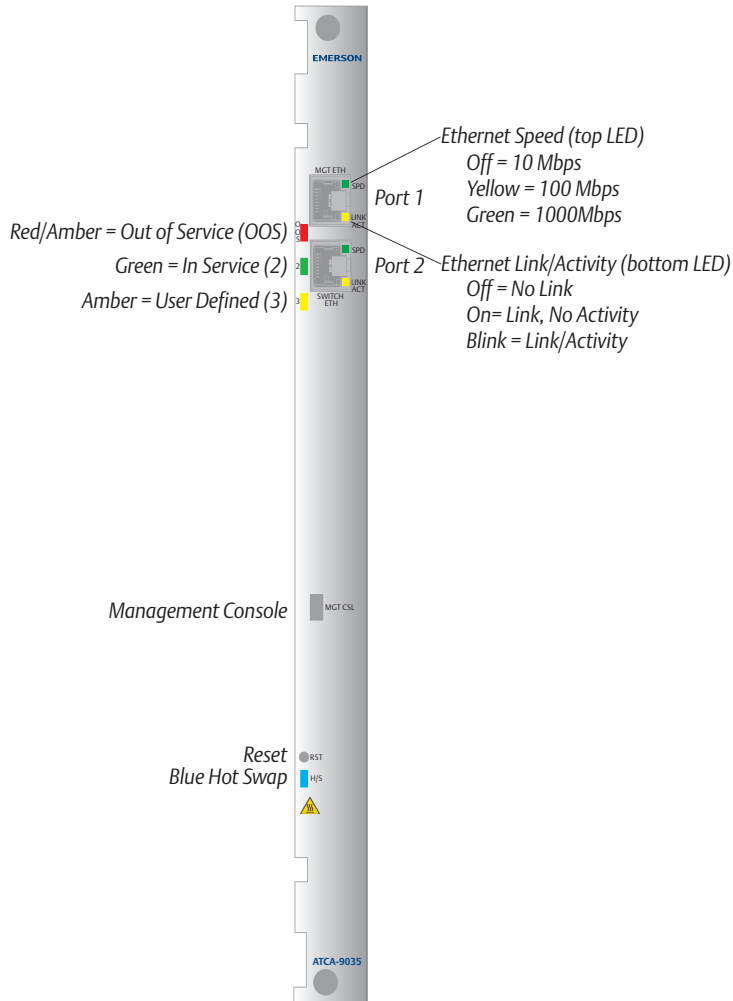 EMERSON
Ethernet Speed (top LED)
Off = 10 Mbps
Yellow = 100 Mbps
Green = 1000Mbps
MGT ETH
SPD
Port 1
LINK
ACT
O
O
S
Red/Amber = Out of Service (OOS)
SPD
Green = In Service (2)
2
Port 2
Ethernet Link/Activity (bottom LED)
Off = No Link
On= Link, No Activity
Blink = Link/Activity
LINK
ACT
Amber = User Defined (3)
3
SWITCH
ETH
Management Console
MGT CSL
Reset
RST
Blue Hot Swap
H/S
ATCA-9035